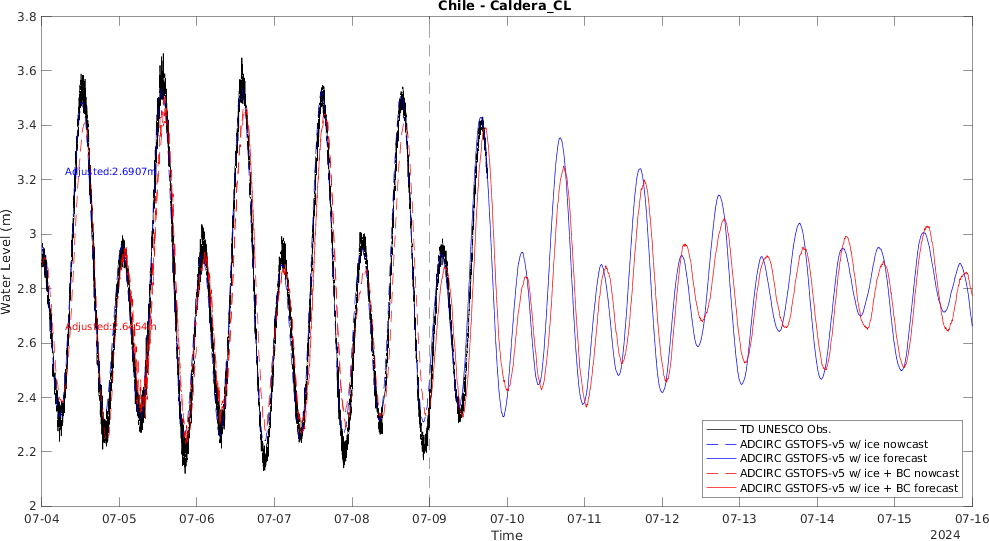 Chile - Caldera_CL
3.8
3.6
3.4
3.2
3
2.8
2.6
2.4
2.2
2
Water Level (m)
Adjusted:2.6907m
Adjusted:2.6454m
TD UNESCO Obs.
ADCIRC GSTOFS-v5 w/ ice nowcast
ADCIRC GSTOFS-v5 w/ ice forecast
ADCIRC GSTOFS-v5 w/ ice + BC nowcast
ADCIRC GSTOFS-v5 w/ ice + BC forecast
07-04 07-05 07-06 07-07 07-08 07-09 07-10 07-11 07-12 07-13 07-14 07-15 07-16
Time
2024